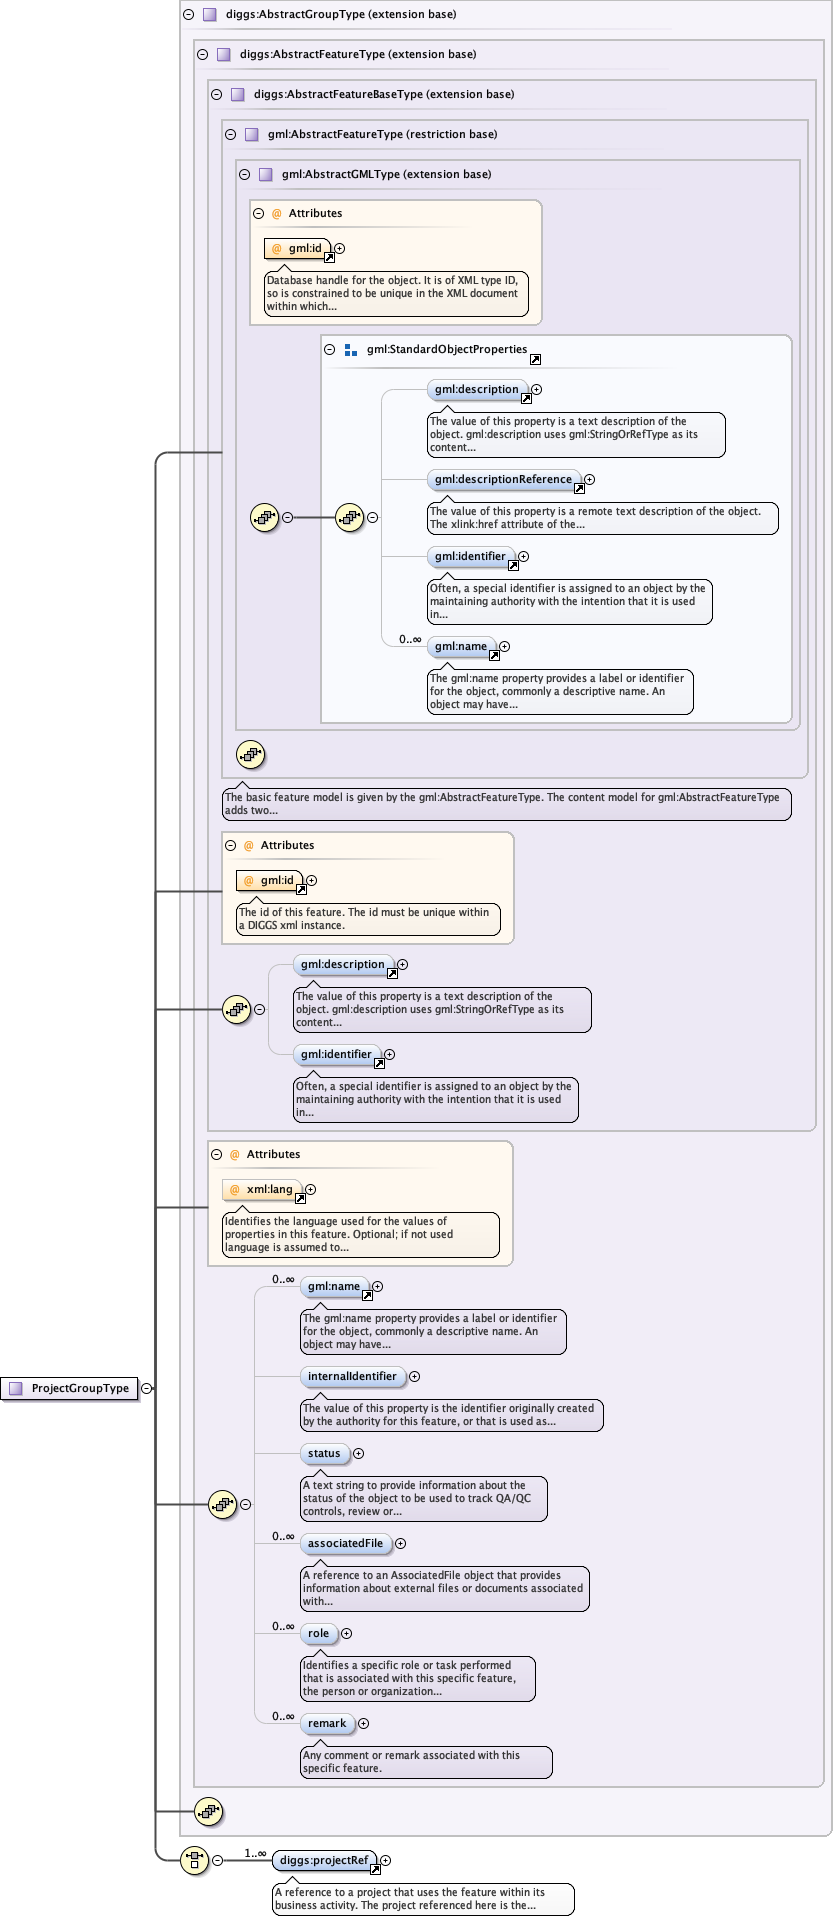 diggs:AbstractGroupType (extension base)
diggs:AbstractFeatureType (extension base)
diggs:AbstractFeatureBaseType (extension base)
gml:AbstractFeatureType (restriction base)
gml:AbstractGMLType (extension base)
@ Attributes
@ gml:id
Database handle for the object. It is of XML type ID,
so is constrained to be unique in the XML document
within which...
gml:StandardObjectProperties
gml:description
The value of this property is a text description of the
object. gml:description uses gml:StringOrRefType as its
content...
gml:descriptionReference
The value of this property is a remote text description of the object.
The xlink:href attribute of the...
gml:identifier
Often, a special identifier is assigned to an object by the
maintaining authority with the intention that it is used
in...
0..∞
gml:name
The gml:name property provides a label or identifier
for the object, commonly a descriptive name. An
object may have...
The basic feature model is given by the gml:AbstractFeatureType. The content model for gml:AbstractFeatureType
adds two...
@ Attributes
@ gml:id
The id of this feature. The id must be unique within
a DIGGS xml instance.
gml:description
The value of this property is a text description of the
object. gml:description uses gml:StringOrRefType as its
content...
gml:identifier
Often, a special identifier is assigned to an object by the
maintaining authority with the intention that it is used
in...
@ Attributes
@ xml:lang
Identifies the language used for the values of
properties in this feature. Optional; if not used
language is assumed to...
0..∞
gml:name
The gml:name property provides a label or identifier
for the object, commonly a descriptive name. An
object may have...
internalIdentifier
The value of this property is the identifier originally created
by the authority for this feature, or that is used as...
ProjectGroupType
status
A text string to provide information about the
status of the object to be used to track QA/QC
controls, review or...
0..∞
associatedFile
A reference to an AssociatedFile object that provides
information about external files or documents associated
with...
0..∞
role
Identifies a specific role or task performed
that is associated with this specific feature,
the person or organization...
0..∞
remark
Any comment or remark associated with this
specific feature.
1..∞
diggs:projectRef
A reference to a project that uses the feature within its
business activity. The project referenced here is the...